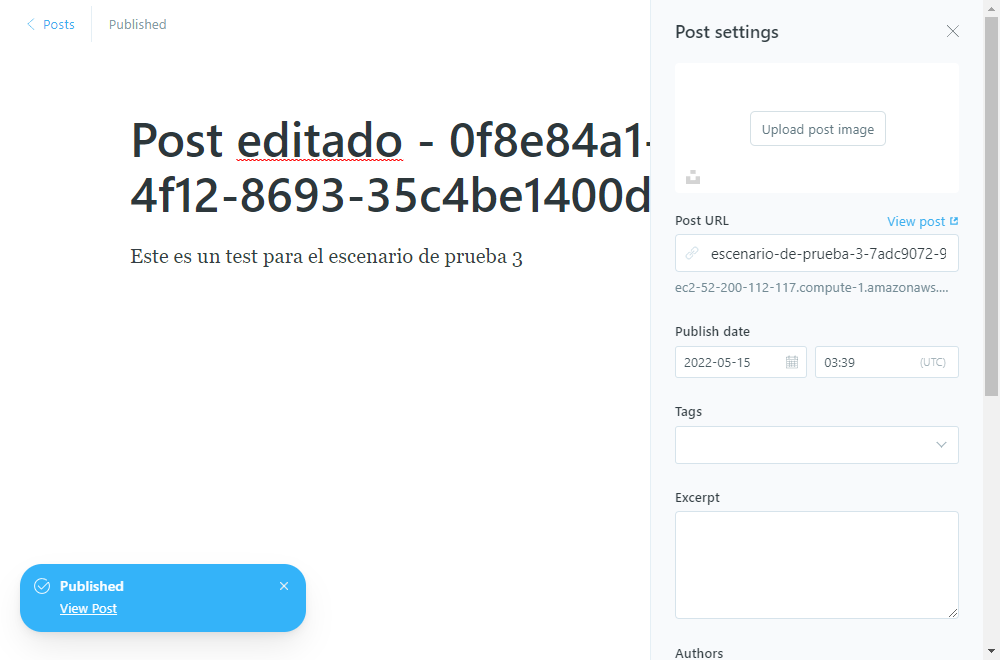 Posts
Published
Post settings
Upload post image
Post editado - 0f8e84a1-
4f12-8693-35c4be1400d
Este es un test para el escenario de prueba 3
Post URL
View post
escenario-de-prueba-3-7adc9072-9
ec2-52-200-112-117.compute-1.amazonaws....
Publish date
2022-05-15
03:39
(UTC)
Tags
Excerpt
Authors
Published
View Post